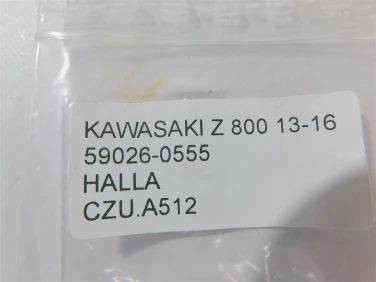 KAWASAKI Z 800 13-16
59026-0555
HALLA
CZU.A512